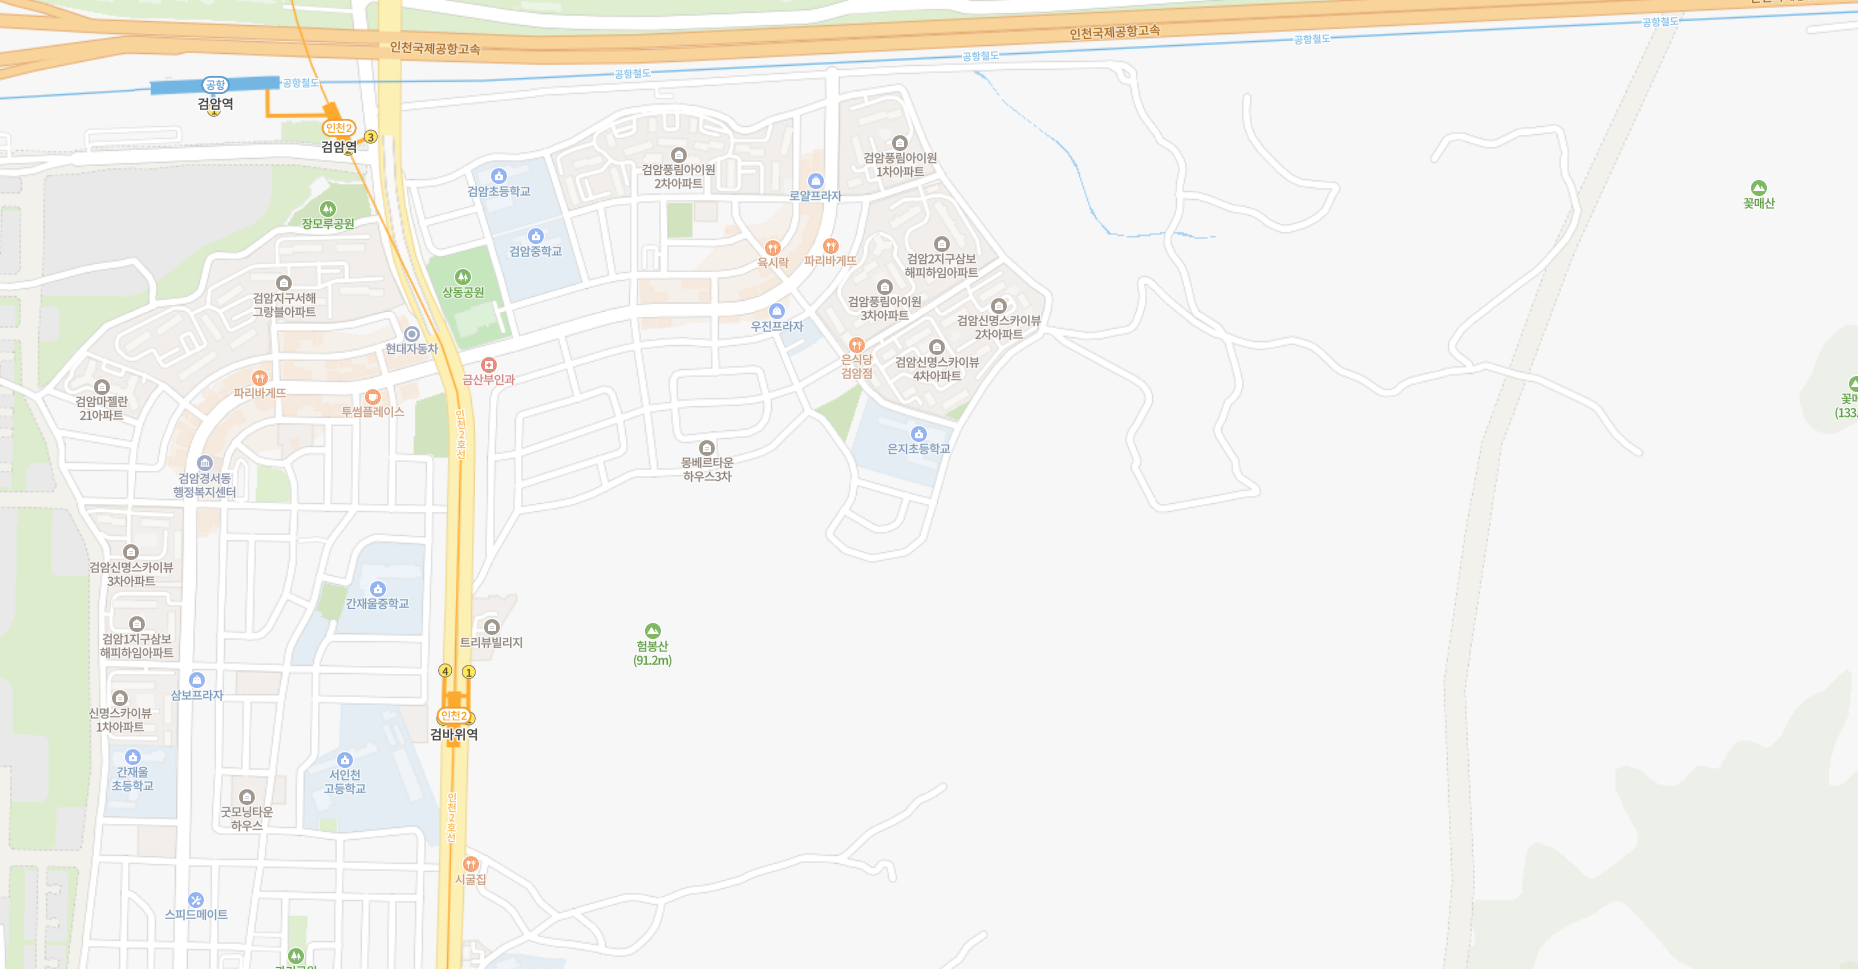 인천국제공항고속
인천국제공항고속
공항철도
공항철도
공항철도
공항철도
공항철도
공항
검암역
인천2
3
검암역
검암초등학교
검암풍림아이원
2차아파트
검암풍림아이원
1차아파트
로얄프라자
꽃매산
장모루공원
검암중학교
육시락
파리바게뜨
검암2지구삼보
해피하임아파트
상동공원
검암지구서해
그랑블아파트
검암풍림아이원
3차아파트
우진프라자
검암신명스카이뷰
2차아파트
현대자동차
은식당
검암점
검암신명스카이뷰
4차아파트
금산부인과
파리바게뜨
투썸플레이스
검암마젤란
21아파트
인천2호선
은지초등학교
몽베르타운
하우스3차
검암경서동
행정복지센터
검암신명스카이뷰
3차아파트
간재울중학교
검암1지구삼보
해피하임아파트
트리뷰빌리지
험봉산
(91.2m)
4
1
삼보프라자
신명스카이뷰
1차아파트
인천2
검바위역
간재울
초등학교
서인천
고등학교
굿모닝타운
하우스
인천2호선
시골집
스피드메이트